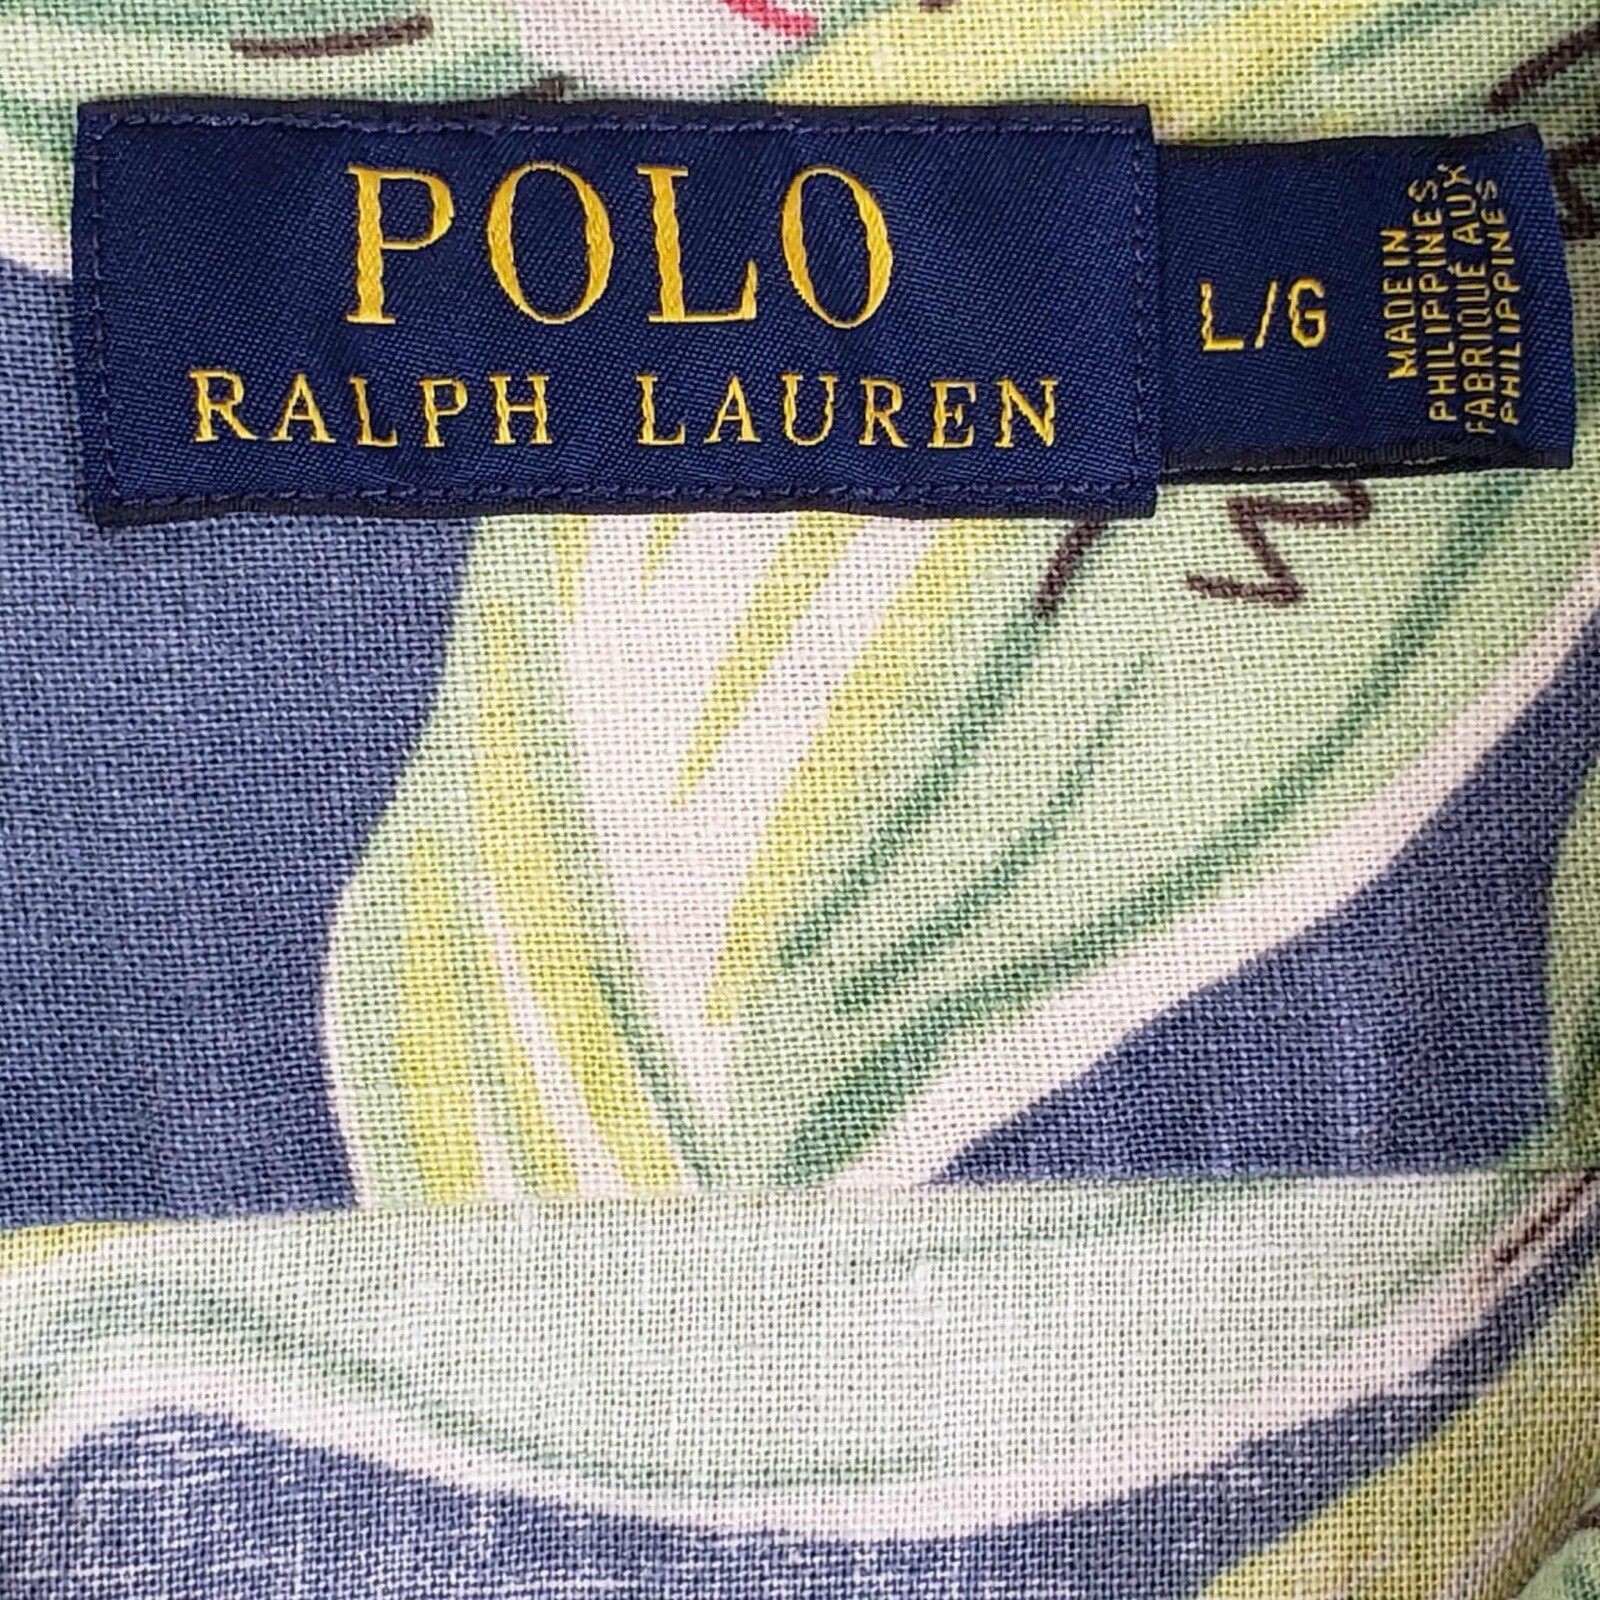 POLO
RALPH LAUREN
L/G
MADE IN
PHILIPPINES
FABRIQUÉ AUX
PHILIPPINES